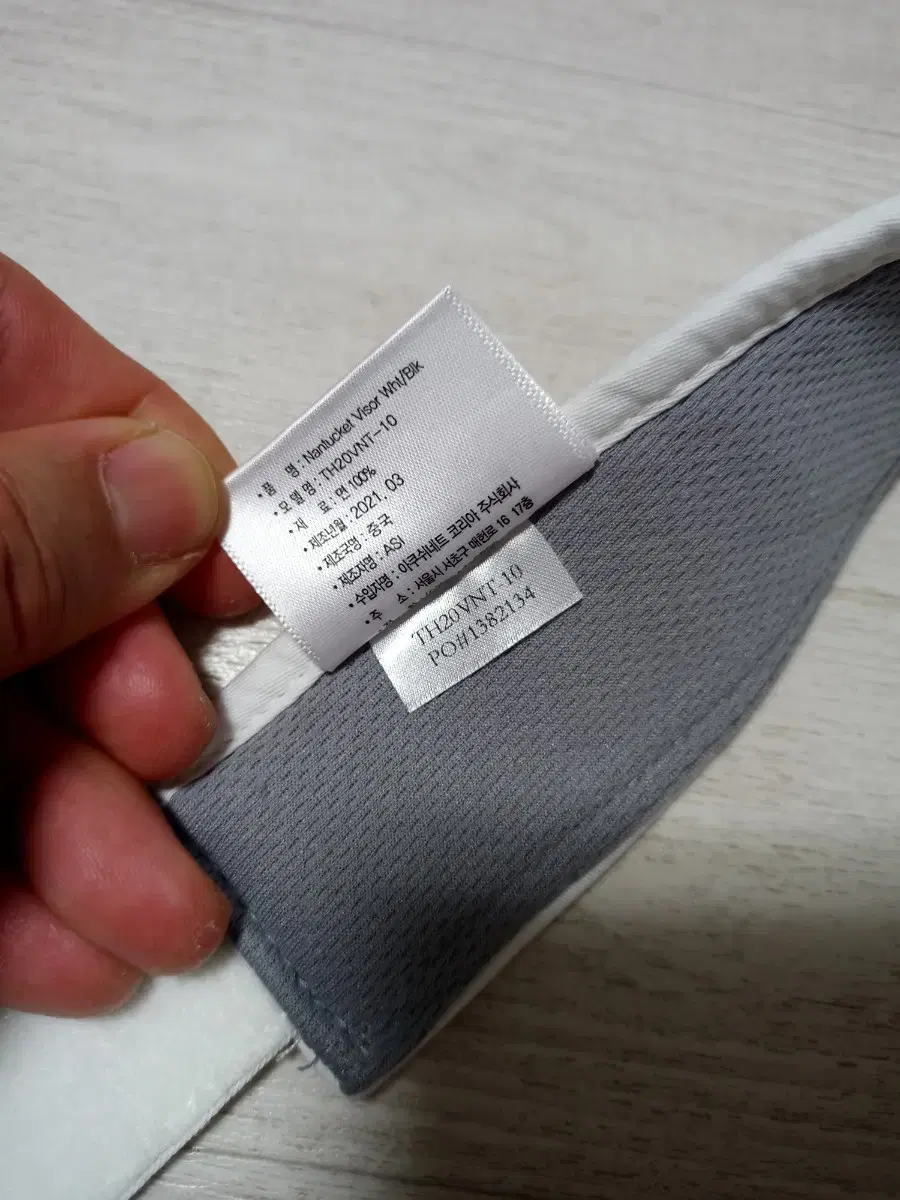 • 품 명 : Nantucket Visor Wht/Blk
• 모 델 명 : TH20VNT-10
• 재 료 : 면 100%
• 제조년월 : 2021. 03
• 제조국명 : 중국
• 제조자명 : ASI
• 수입자명 : 아쿠쉬네트 코리아 주식회사
• 주 소 : 서울시 서초구 매헌로 16 17층
TH20VNT 10
PO#1382134